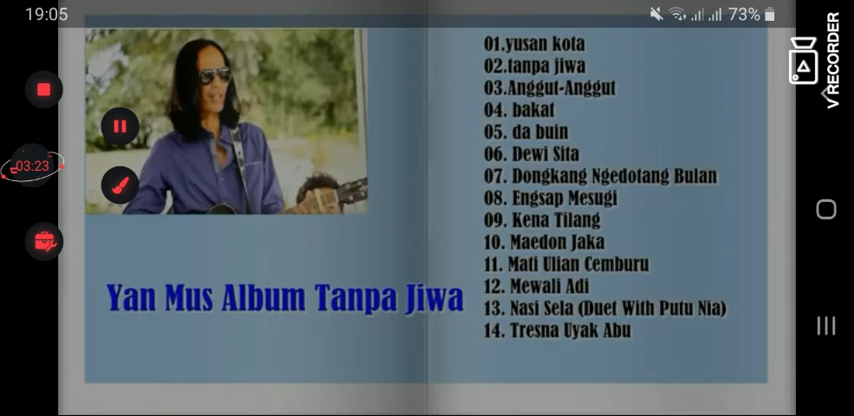 19:05
73%
V RECORDER
03:23
01.yusan kota
02.tanpa jiwa
03.Anggut-Anggut
04. bakat
05. da buin
06. Dewi Sita
07. Dongkang Ngedotang Bulan
08. Engsap Mesugi
09. Kena Tilang
10. Maedon Jaka
11. Mati Ulian Cemburu
12. Mewali Adi
13. Nasi Sela (Duet With Putu Nia)
14. Tresna Uyak Abu
Yan Mus Album Tanpa Jiwa